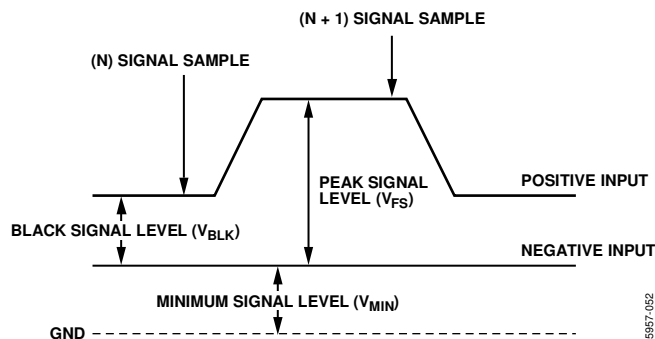 (N + 1) SIGNAL SAMPLE
(N) SIGNAL SAMPLE
PEAK SIGNAL
LEVEL (VFS)
POSITIVE INPUT
BLACK SIGNAL LEVEL (VBLK)
NEGATIVE INPUT
MINIMUM SIGNAL LEVEL (VMIN)
GND
5957-052